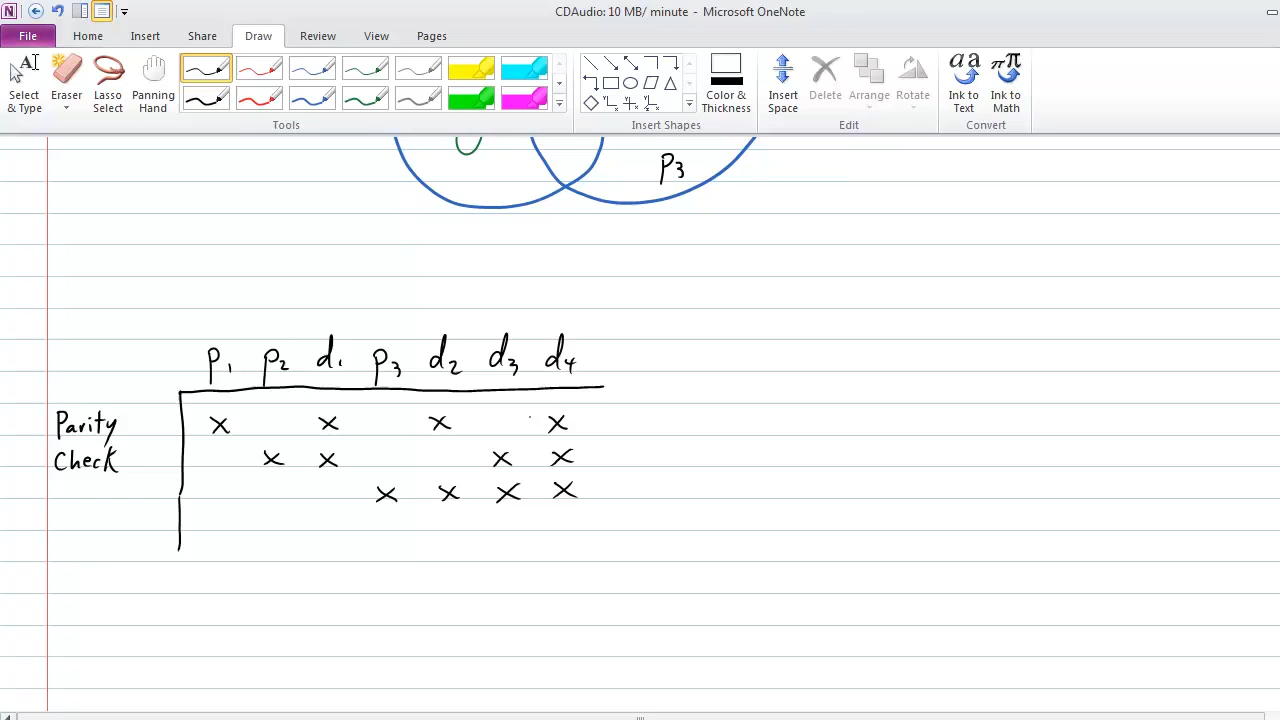 CDAudio: 10 MB/ minute - Microsoft OneNote
File Home Insert Share Draw Review View Pages
Select & Type
Eraser
Lasso Select
Panning Hand
Color & Thickness
Insert Space
Delete
Arrange
Rotate
Ink to Text
Ink to Math
Tools Insert Shapes Edit Convert
p3
p1 p2 d1 p3 d2 d3 d4
Parity x x x x
Check x x x x
x x x x